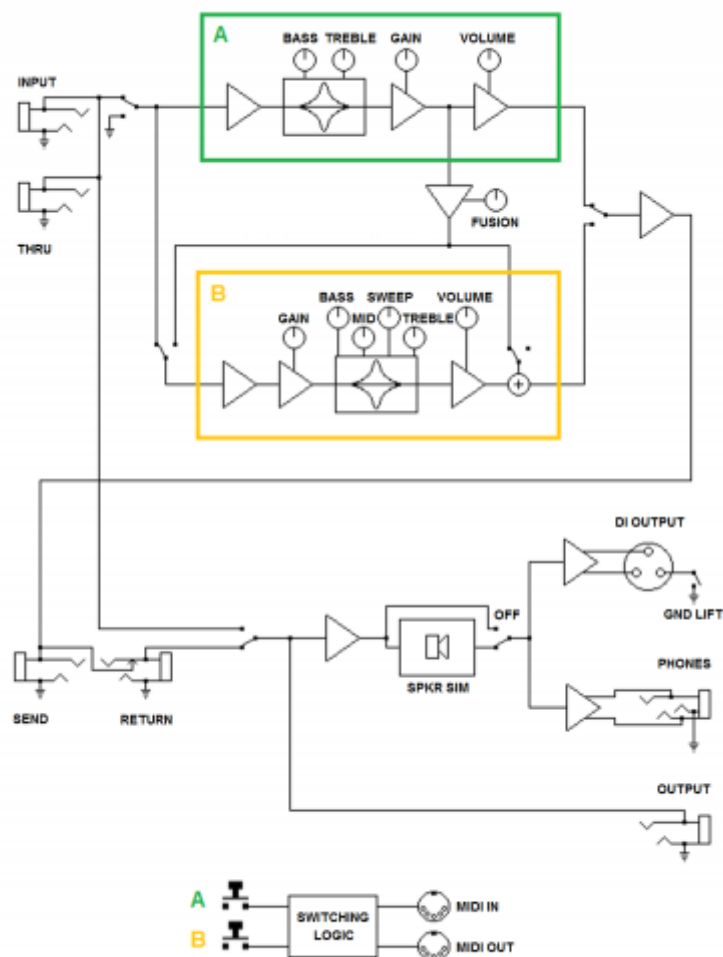 A
BASS TREBLE GAIN VOLUME
INPUT
THRU
FUSION
B
BASS SWEEP VOLUME
GAIN MID TREBLE
DI OUTPUT
OFF
GND LIFT
SPKR SIM
PHONES
SEND RETURN
OUTPUT
A
SWITCHING
LOGIC
MIDI IN
B
MIDI OUT